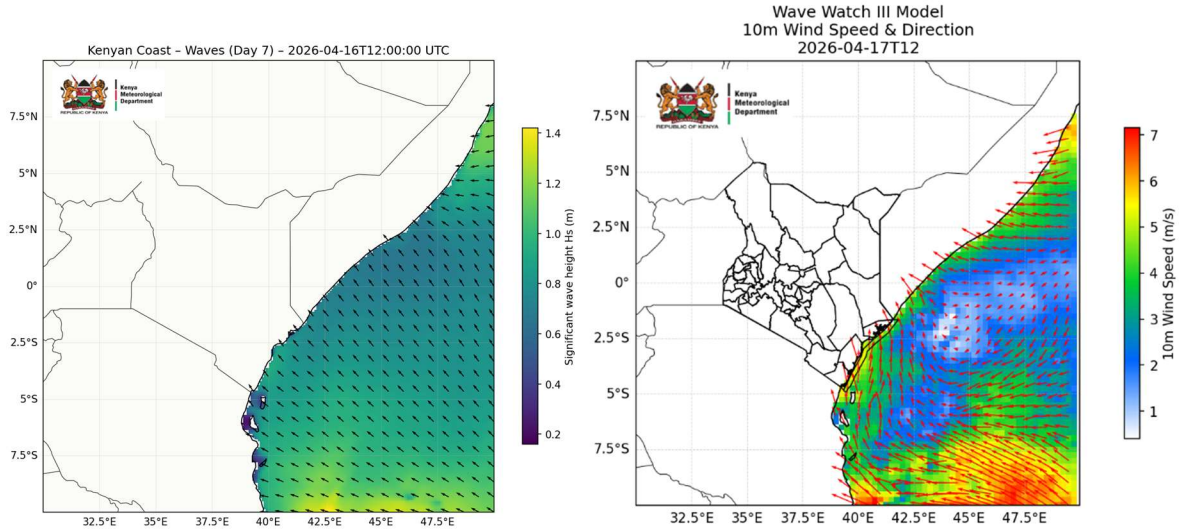 Kenyan Coast – Waves (Day 7) – 2026-04-16T12:00:00 UTC
Kenya
Meteorological
Department
REPUBLIC OF KENYA
7.5°N
5°N
2.5°N
0°
2.5°S
5°S
7.5°S
32.5°E
35°E
37.5°E
40°E
42.5°E
45°E
47.5°E
1.4
1.2
1.0
0.8
0.6
0.4
0.2
Significant wave height Hs (m)
Wave Watch III Model
10m Wind Speed & Direction
2026-04-17T12
Kenya
Meteorological
Department
REPUBLIC OF KENYA
7.5°N
5°N
2.5°N
0°
2.5°S
5°S
7.5°S
32.5°E
35°E
37.5°E
40°E
42.5°E
45°E
47.5°E
7
6
5
4
3
2
1
10m Wind Speed (m/s)